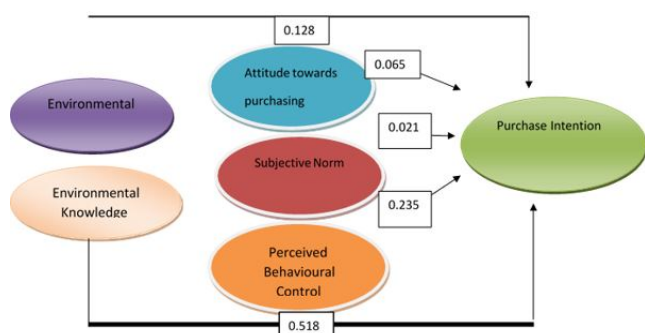 0.128
Attitude towards
purchasing
0.065
Environmental
0.021
Purchase Intention
Subjective Norm
Environmental
Knowledge
0.235
Perceived
Behavioural
Control
0.518